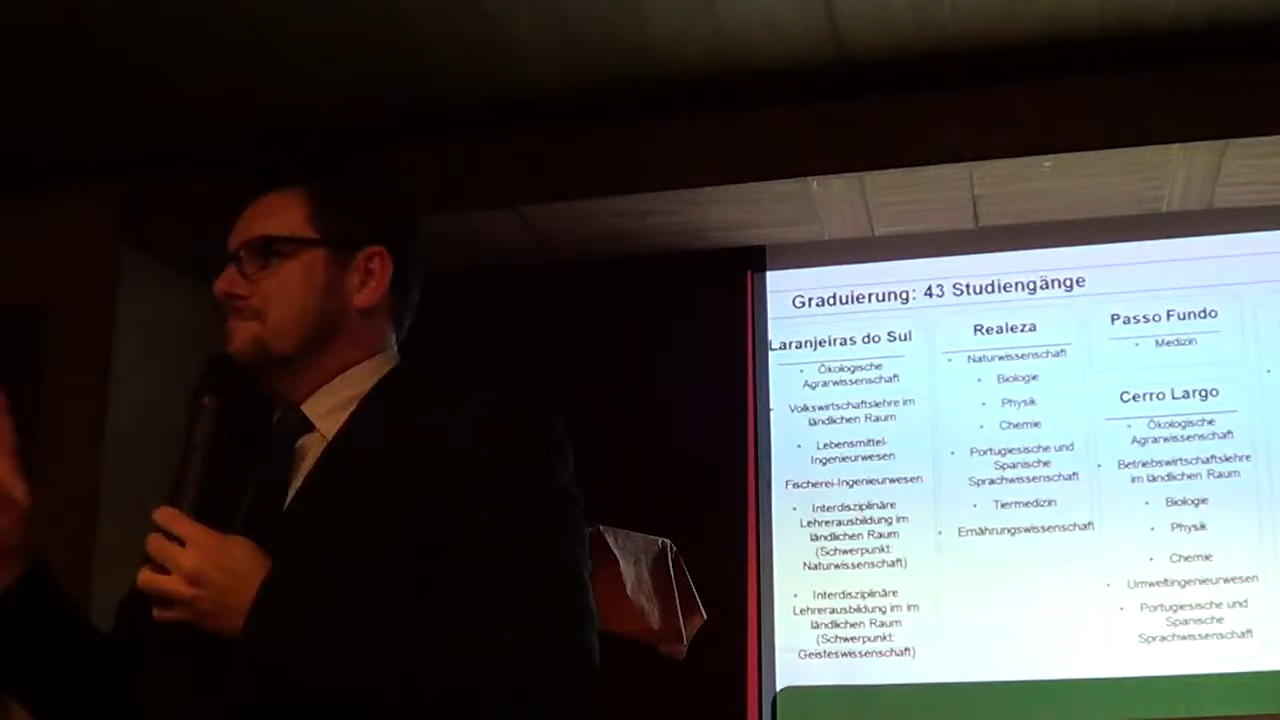 Graduierung: 43 Studiengänge
Laranjeiras do Sul
• Ökologische
Agrarwissenschaft
• Volkswirtschaftslehre im
ländlichen Raum
• Lebensmittel-
Ingenieurwesen
Fischerei-Ingenieurwesen
• Interdisziplinäre
Lehrerausbildung im
ländlichen Raum
(Schwerpunkt:
Naturwissenschaft)
• Interdisziplinäre
Lehrerausbildung im im
ländlichen Raum
(Schwerpunkt:
Geisteswissenschaft)
Realeza
• Naturwissenschaft
• Biologie
• Physik
• Chemie
• Portugiesische und
Spanische
Sprachwissenschaft
• Tiermedizin
• Ernährungswissenschaft
Passo Fundo
• Medizin
Cerro Largo
• Ökologische
Agrarwissenschaft
• Betriebswirtschaftslehre
im ländlichen Raum
• Biologie
• Physik
• Chemie
• Umweltingenieurwesen
• Portugiesische und
Spanische
Sprachwissenschaft